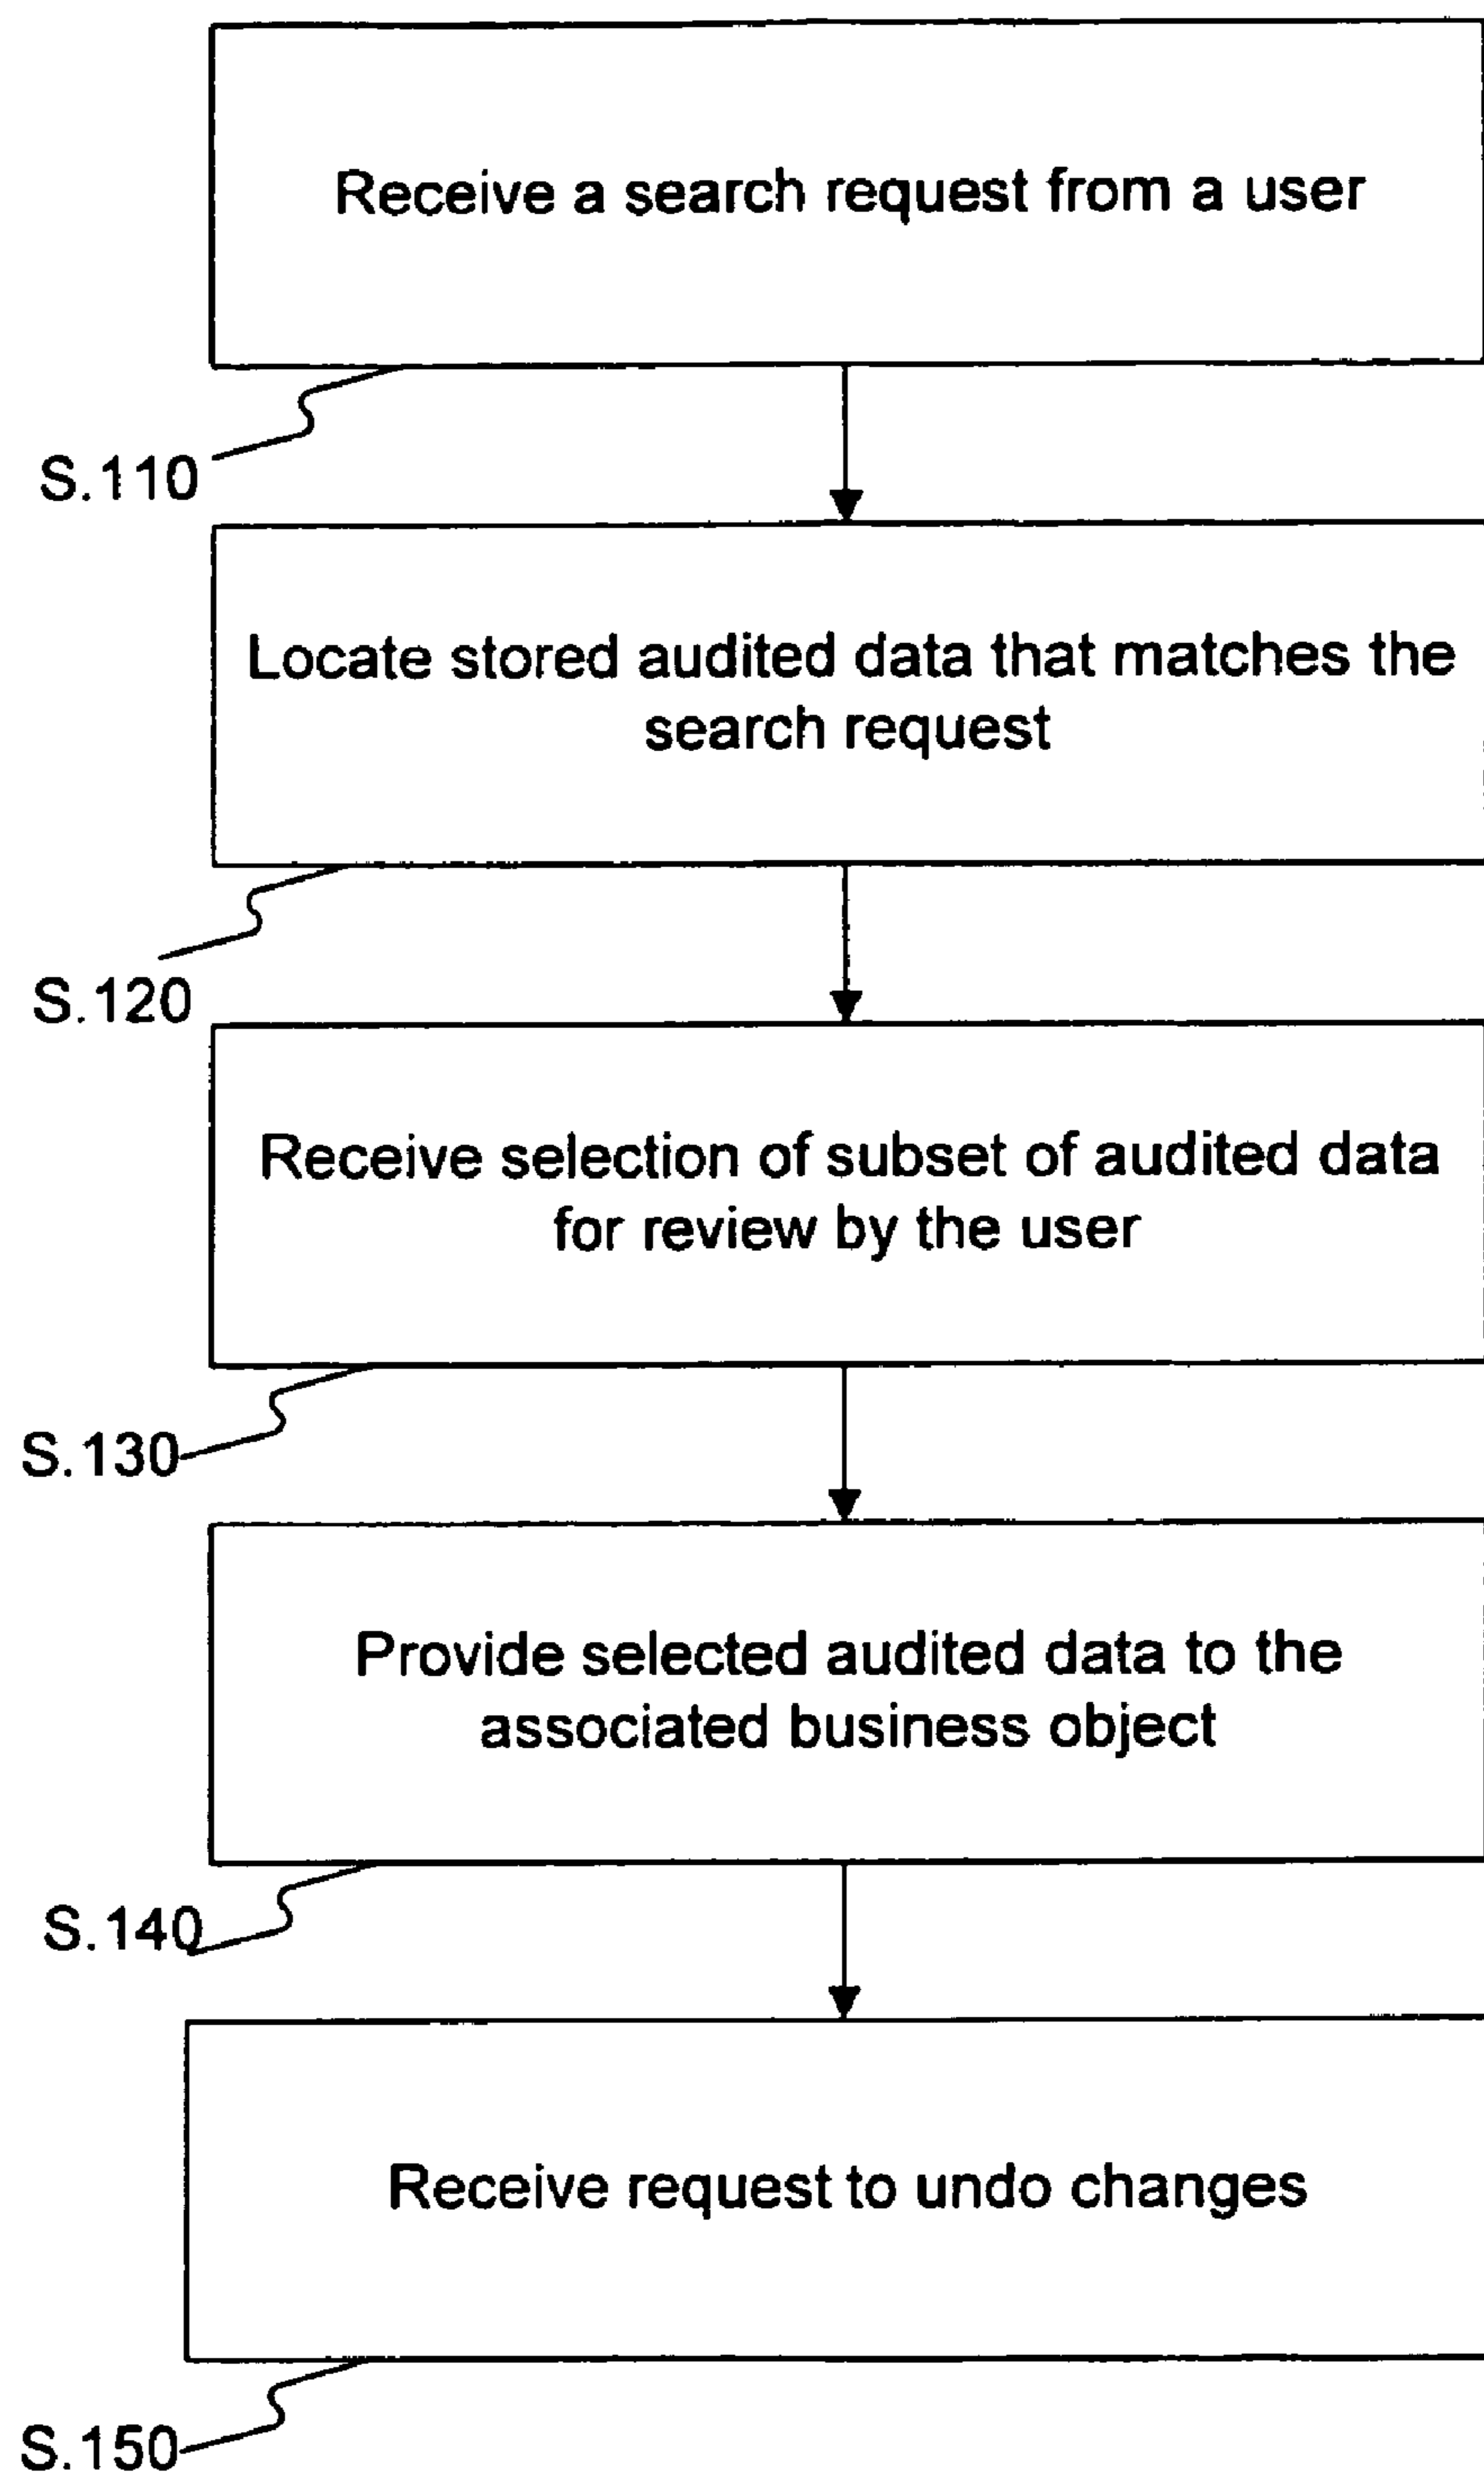 Receive a search request from a user
S.110
Locate stored audited data that matches the
search request
S.120
Receive selection of subset of audited data
for review by the user
S.130
Provide selected audited data to the
associated business object
S.140
Receive request to undo changes
S.150